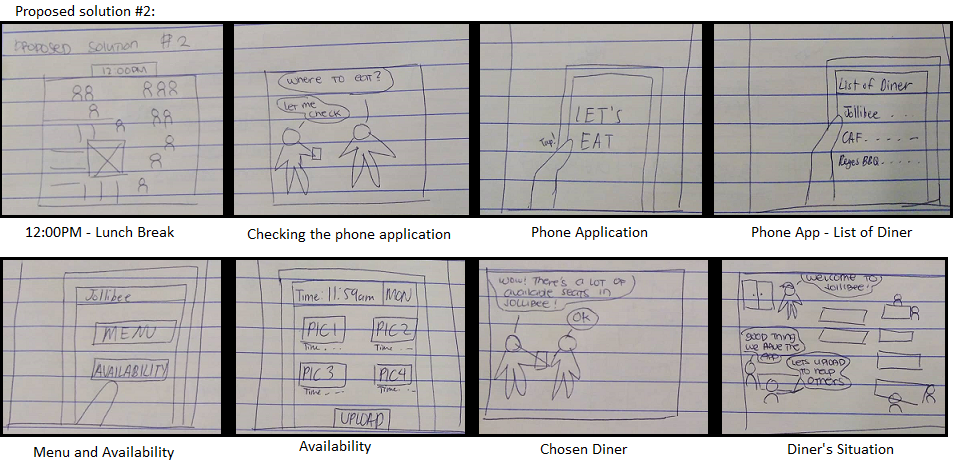 Proposed solution #2:
PROPOSED SOLUTION #2
12:00PM
WHERE TO EAT?
LET ME
CHECK
LET'S
EAT
Tap!
List of Diner
Jollibee . . .
CAF. . . . - -
Reyes BBQ. . . . .
12:00PM - Lunch Break
Checking the phone application
Phone Application
Phone App - List of Diner
Jollibee
MENU
AVAILABILITY
Time: 11:59am MON
PIC 1 PIC 2
Time . - . Time . - -
PIC 3 PIC 4
Time - - . Time . - -
UPLOAD
WOW! THERE'S A LOT OF
AVAILABLE SEATS IN
JOLLIBEE!
OK
WELCOME TO
JOLLIBEE!
GOOD THING
WE HAVE THE
APP
LETS UPLOAD
TO HELP
OTHERS
Menu and Availability
Availability
Chosen Diner
Diner's Situation